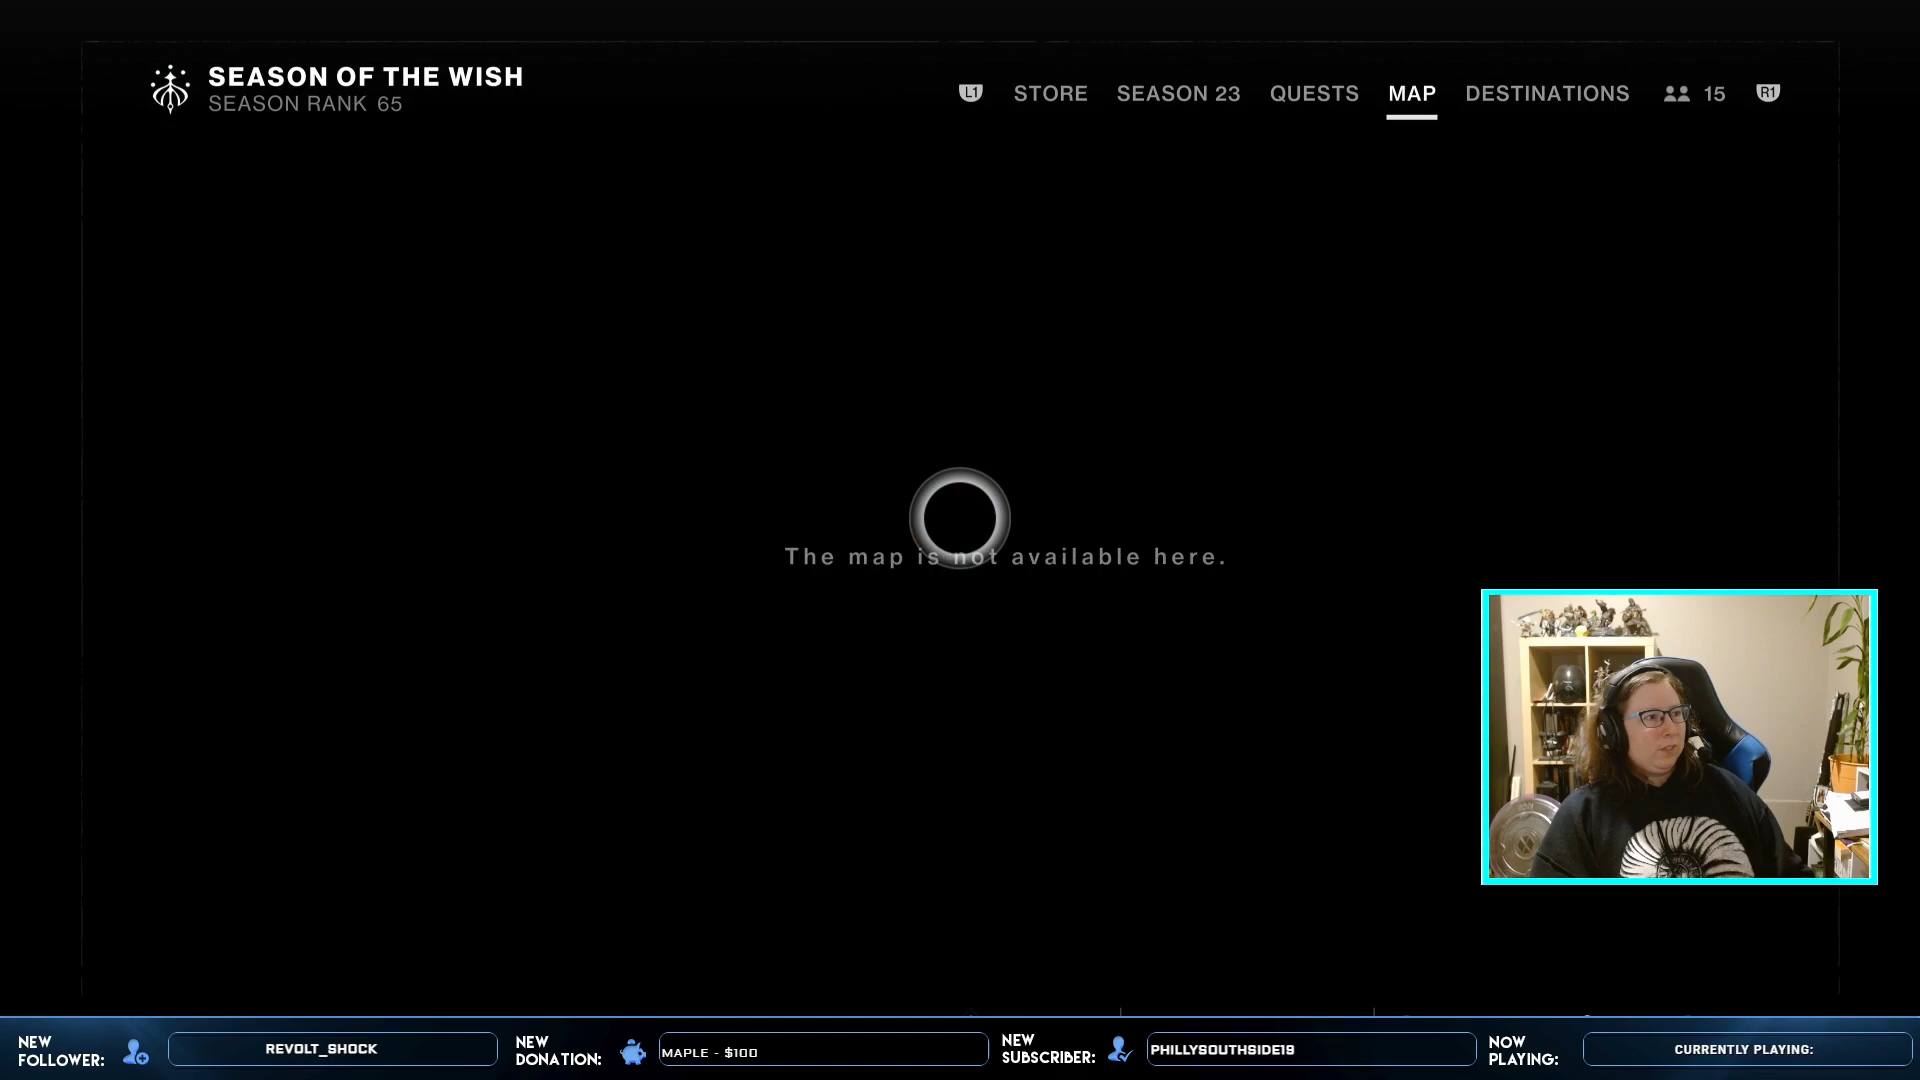 SEASON OF THE WISH
SEASON RANK 65
L1 STORE SEASON 23 QUESTS MAP DESTINATIONS 15 R1
The map is not available here.
NEW FOLLOWER: REVOLT_SHOCK
NEW DONATION: MAPLE - $100
NEW SUBSCRIBER: PHILLYSOUTHSIDE19
NOW PLAYING: CURRENTLY PLAYING: